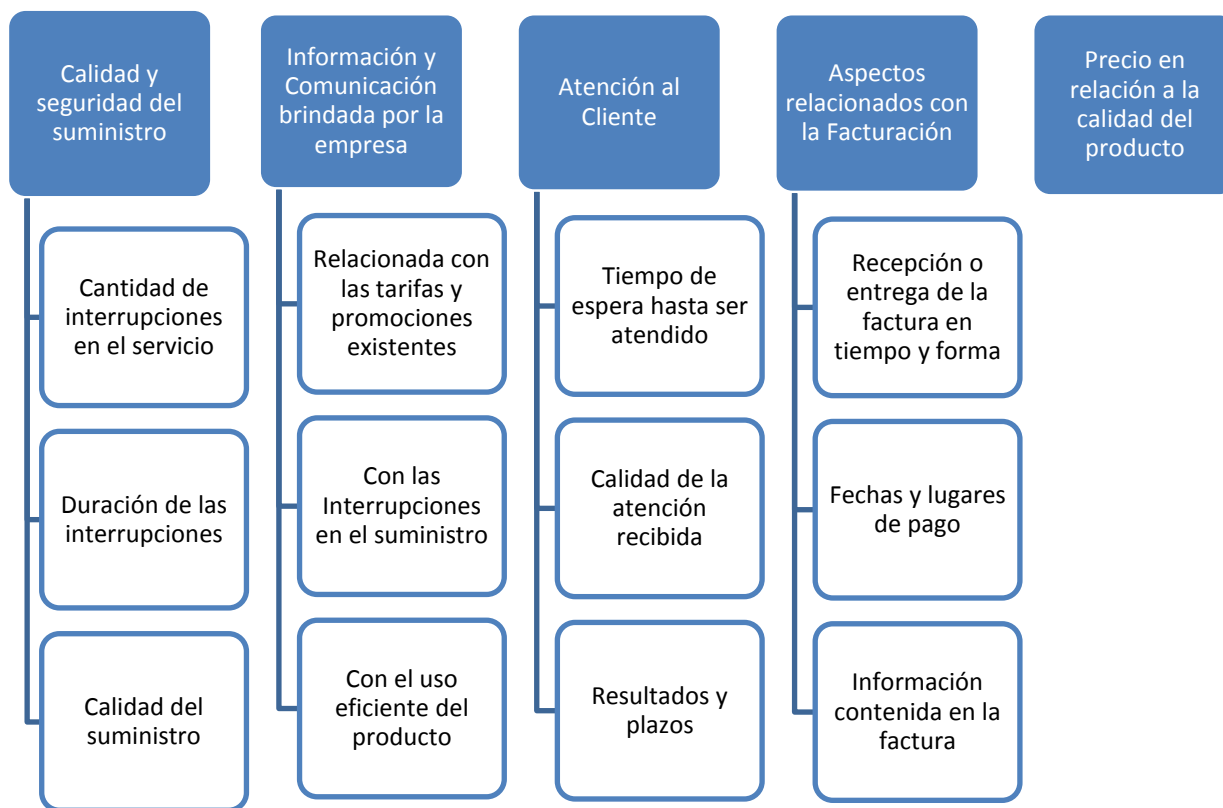 Calidad y
seguridad del
suministro
Información y
Comunicación
brindada por la
empresa
Atención al
Cliente
Aspectos
relacionados con
la Facturación
Precio en
relación a la
calidad del
producto
Cantidad de
interrupciones
en el servicio
Relacionada con
las tarifas y
promociones
existentes
Tiempo de
espera hasta ser
atendido
Recepción o
entrega de la
factura en
tiempo y forma
Duración de las
interrupciones
Con las
Interrupciones
en el suministro
Calidad de la
atención
recibida
Fechas y lugares
de pago
Calidad del
suministro
Con el uso
eficiente del
producto
Resultados y
plazos
Información
contenida en la
factura